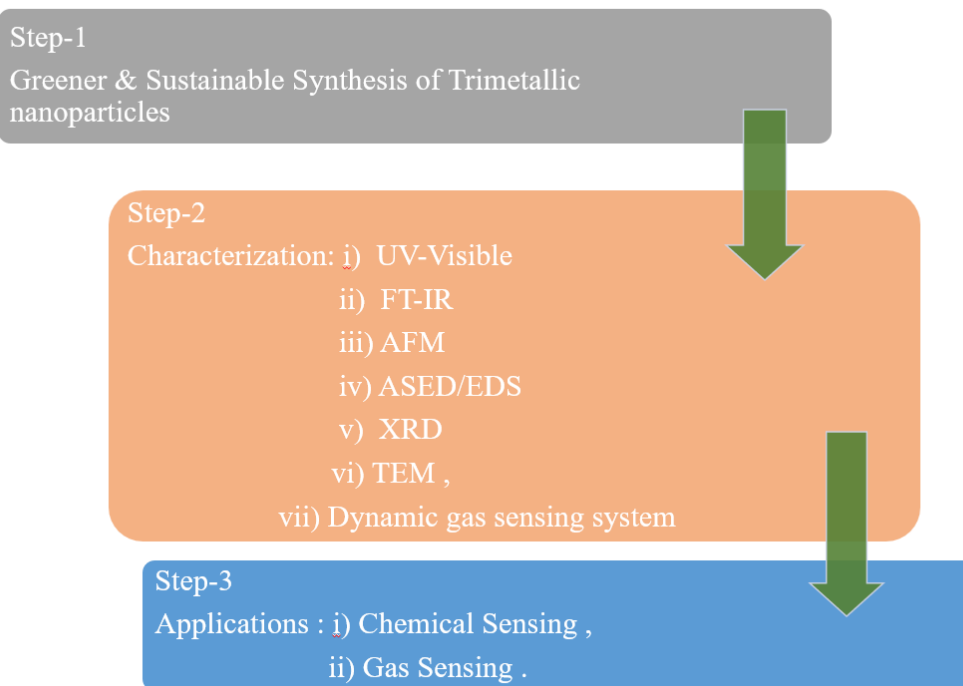 Step-1
Greener & Sustainable Synthesis of Trimetallic
nanoparticles
Step-2
Characterization: i) UV-Visible
ii) FT-IR
iii) AFM
iv) ASED/EDS
v) XRD
vi) TEM ,
vii) Dynamic gas sensing system
Step-3
Applications : i) Chemical Sensing ,
ii) Gas Sensing .